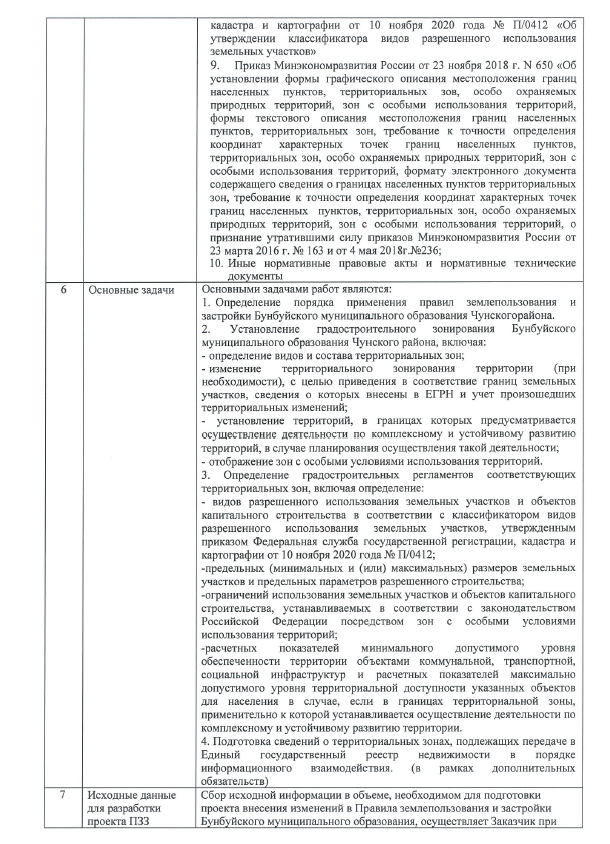 кадастра и картографии от 10 ноября 2020 года № П/0412 «Об
утверждении классификатора видов разрешенного использования
земельных участков»
9. Приказ Минэкономразвития России от 23 ноября 2018 г. N 650 «Об
установлении формы графического описания местоположения границ
населенных пунктов, территориальных зов, особо охраняемых
природных территорий, зон с особыми использования территорий,
формы текстового описания местоположения границ населенных
пунктов, территориальных зон, требование к точности определения
координат характерных точек границ населенных пунктов,
территориальных зон, особо охраняемых природных территорий, зон с
особыми использования территорий, формату электронного документа
содержащего сведения о границах населенных пунктов территориальных
зон, требование к точности определения координат характерных точек
границ населенных пунктов, территориальных зон, особо охраняемых
природных территорий, зон с особыми использования территорий, о
признание утратившими силу приказов Минэкономразвития России от
23 марта 2016 г. № 163 и от 4 мая 2018г.№236;
10. Иные нормативные правовые акты и нормативные технические
документы
6 Основные задачи Основными задачами работ являются:
1. Определение порядка применения правил землепользования и
застройки Бунбуйского муниципального образования Чунскогорайона.
2. Установление градостроительного зонирования Бунбуйского
муниципального образования Чунского района, включая:
- определение видов и состава территориальных зон;
- изменение территориального зонирования территории (при
необходимости), с целью приведения в соответствие границ земельных
участков, сведения о которых внесены в ЕГРН и учет произошедших
территориальных изменений;
- установление территорий, в границах которых предусматривается
осуществление деятельности по комплексному и устойчивому развитию
территорий, в случае планирования осуществления такой деятельности;
- отображение зон с особыми условиями использования территорий.
3. Определение градостроительных регламентов соответствующих
территориальных зон, включая определение:
- видов разрешенного использования земельных участков и объектов
капитального строительства в соответствии с классификатором видов
разрешенного использования земельных участков, утвержденным
приказом Федеральная служба государственной регистрации, кадастра и
картографии от 10 ноября 2020 года № П/0412;
-предельных (минимальных и (или) максимальных) размеров земельных
участков и предельных параметров разрешенного строительства;
-ограничений использования земельных участков и объектов капитального
строительства, устанавливаемых в соответствии с законодательством
Российской Федерации посредством зон с особыми условиями
использования территорий;
-расчетных показателей минимального допустимого уровня
обеспеченности территории объектами коммунальной, транспортной,
социальной инфраструктур и расчетных показателей максимально
допустимого уровня территориальной доступности указанных объектов
для населения в случае, если в границах территориальной зоны,
применительно к которой устанавливается осуществление деятельности по
комплексному и устойчивому развитию территории.
4. Подготовка сведений о территориальных зонах, подлежащих передаче в
Единый государственный реестр недвижимости в порядке
информационного взаимодействия. (в рамках дополнительных
обязательств)
7 Исходные данные Сбор исходной информации в объеме, необходимом для подготовки
для разработки проекта внесения изменений в Правила землепользования и застройки
проекта ПЗЗ Бунбуйского муниципального образования, осуществляет Заказчик при